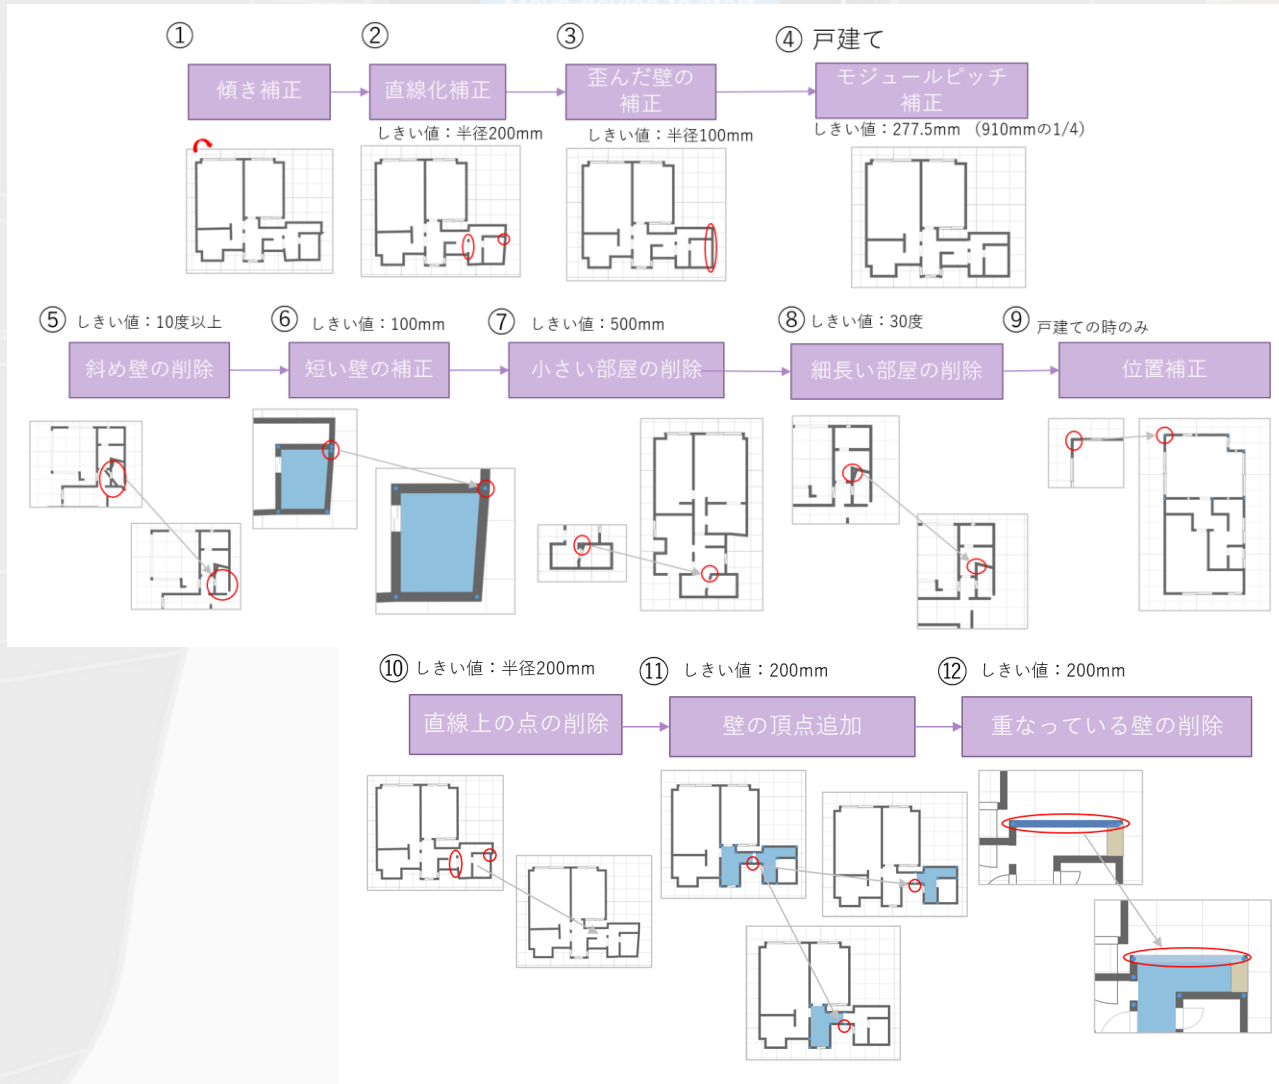 ① ② ③ ④ 戸建て
傾き補正
直線化補正
歪んだ壁の
補正
モジュールピッチ
補正
しきい値：半径200mm
しきい値：半径100mm
しきい値：277.5mm （910mmの1/4）
⑤ しきい値：10度以上
⑥ しきい値：100mm
⑦ しきい値：500mm
⑧ しきい値：30度
⑨ 戸建ての時のみ
斜め壁の削除
短い壁の補正
小さい部屋の削除
細長い部屋の削除
位置補正
⑩ しきい値：半径200mm
⑪ しきい値：200mm
⑫ しきい値：200mm
直線上の点の削除
壁の頂点追加
重なっている壁の削除